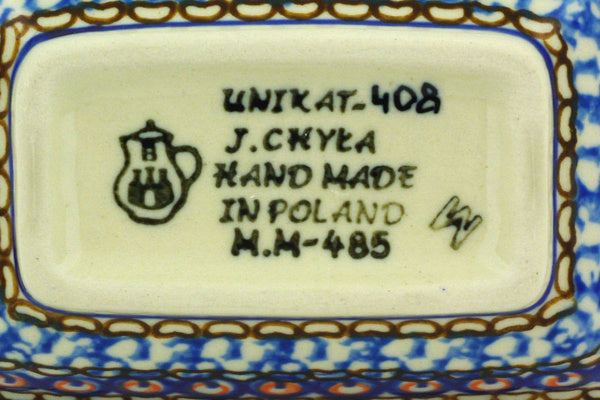 UNIKAT-408
J. CHYŁA
HAND MADE
IN POLAND
M.M-485